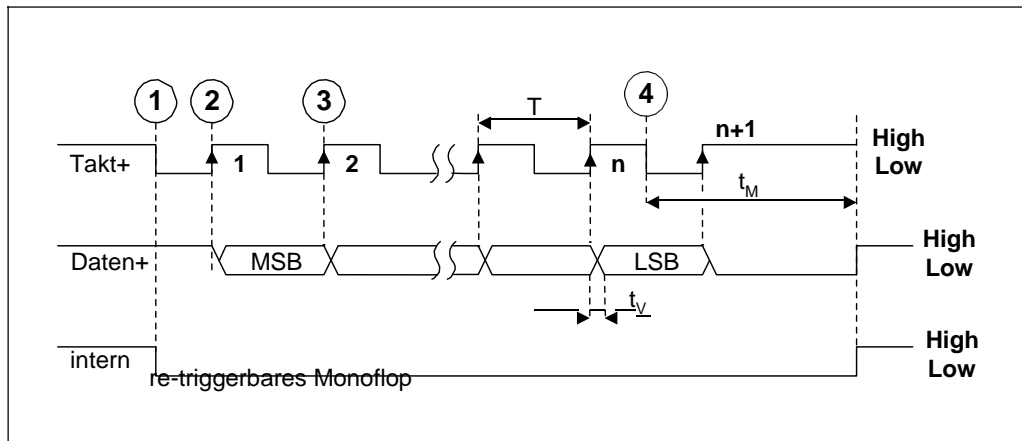 1 2 3 4
T
n+1
1 2 n
Takt+
High
Low
t_M
Daten+
MSB
LSB
High
Low
t_V
intern
re-triggerbares Monoflop
High
Low